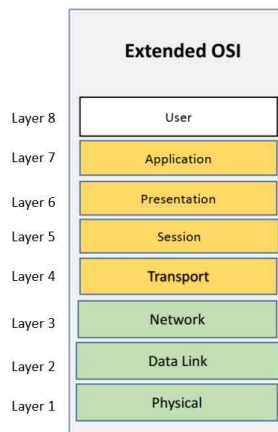 Extended OSI
Layer 8 User
Layer 7 Application
Layer 6 Presentation
Layer 5 Session
Layer 4 Transport
Layer 3 Network
Layer 2 Data Link
Layer 1 Physical